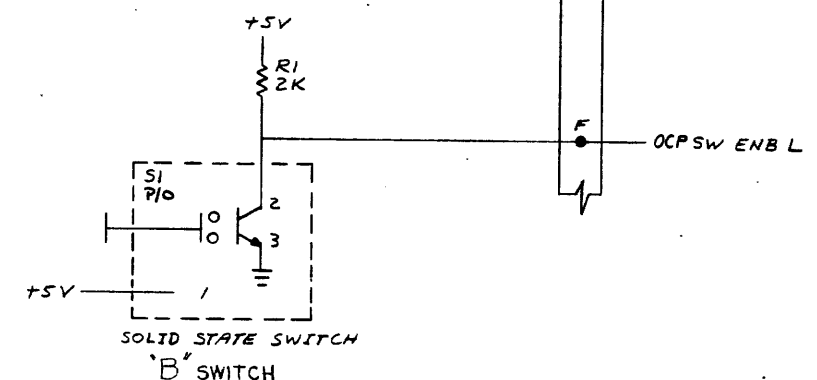 +5V
R1
2K
F
OCP SW ENB L
S1
P/O
2
3
+5V
1
SOLID STATE SWITCH
"B" SWITCH